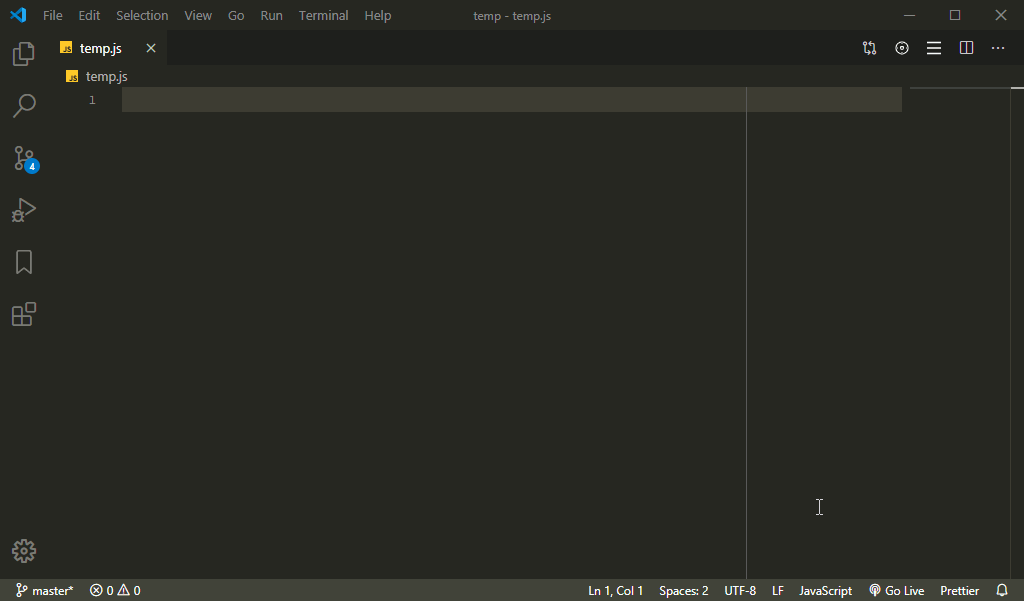 File Edit Selection View Go Run Terminal Help temp - temp.js
JS temp.js
JS temp.js
1
4
master* 0 0 Ln 1, Col 1 Spaces: 2 UTF-8 LF JavaScript Go Live Prettier